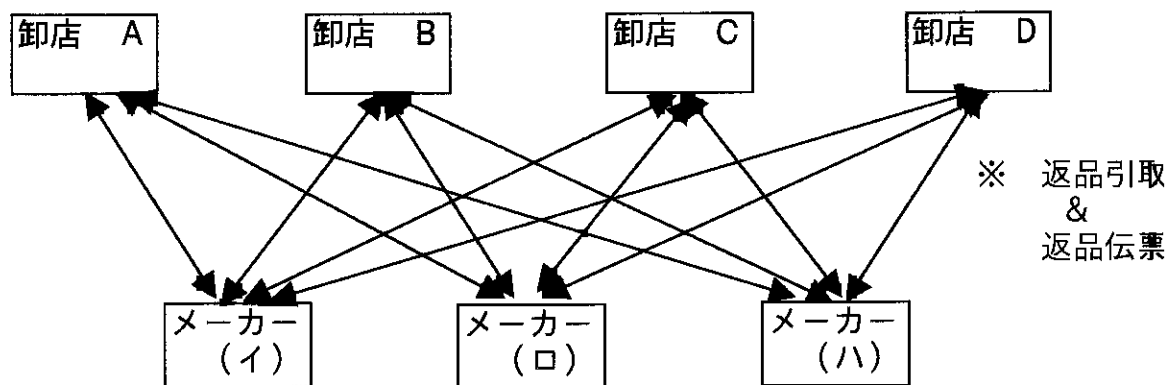 卸店 A
卸店 B
卸店 C
卸店 D
※ 返品引取
&
返品伝票
メーカー
(イ)
メーカー
(ロ)
メーカー
(ハ)